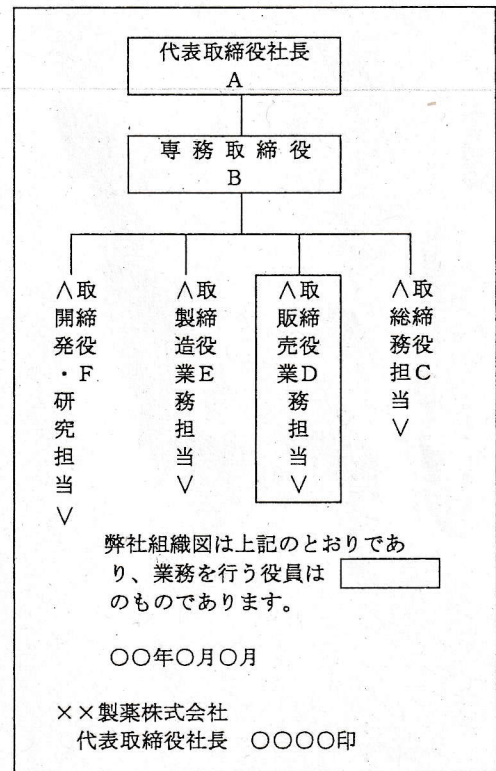 代表取締役社長
A
専務取締役
B
取締役C
<総務担当>
取締役D
<販売業務担当>
取締役E
<製造業務担当>
取締役F
<開発・研究担当>
弊社組織図は上記のとおりであ
り、業務を行う役員は
のものであります。
○○年○月○月
××製薬株式会社
代表取締役社長 ○○○○印